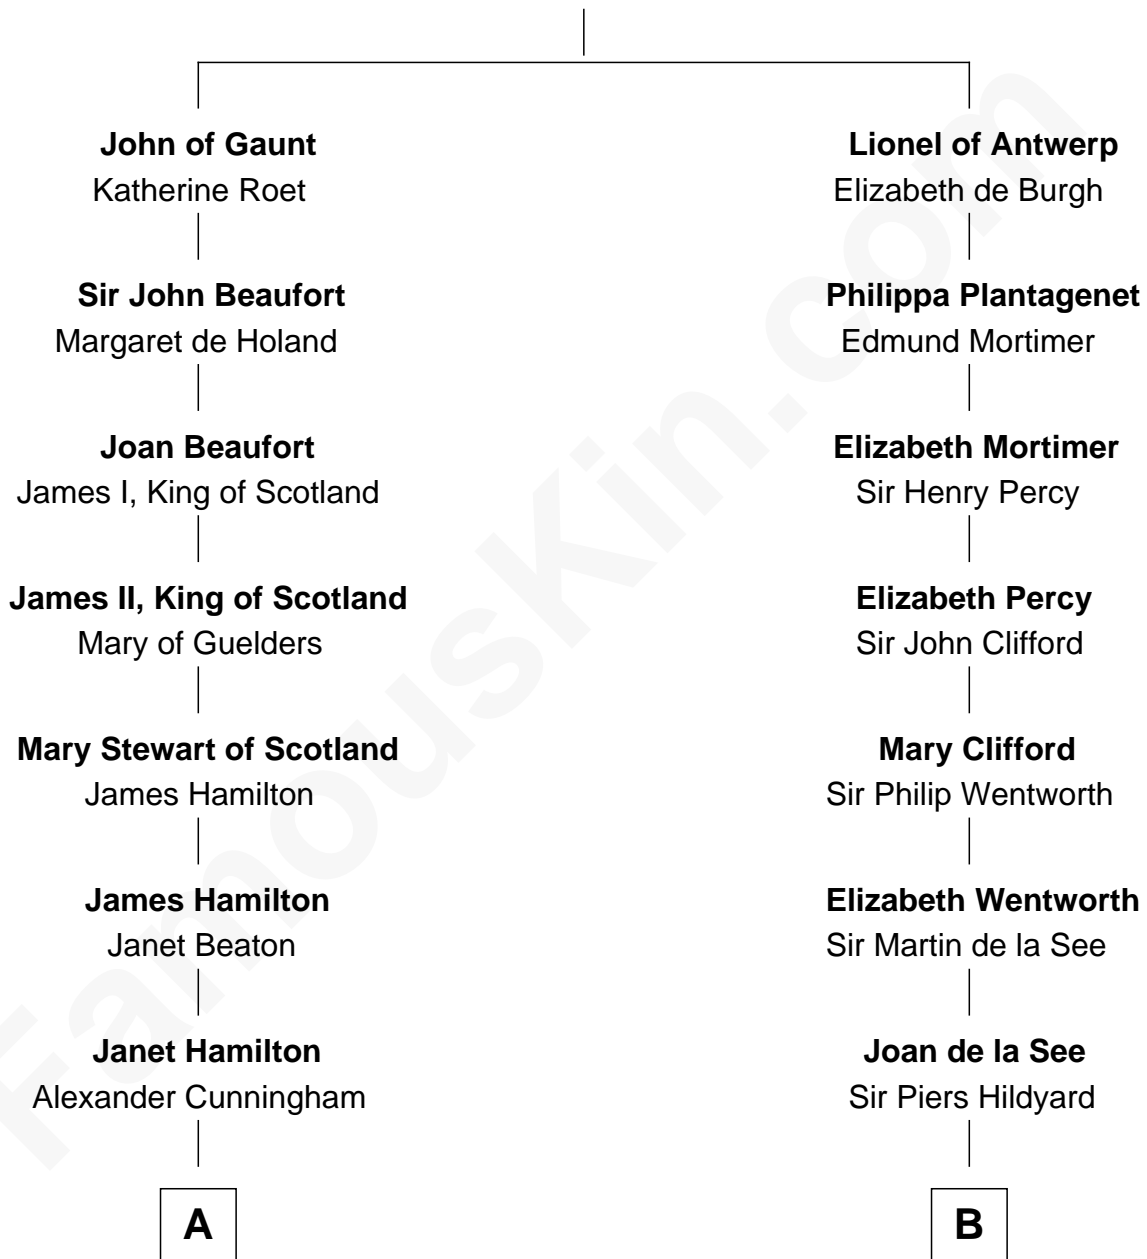 John of Gaunt
Katherine Roet
Sir John Beaufort
Margaret de Holand
Joan Beaufort
James I, King of Scotland
James II, King of Scotland
Mary of Guelders
Mary Stewart of Scotland
James Hamilton
James Hamilton
Janet Beaton
Janet Hamilton
Alexander Cunningham
A
Lionel of Antwerp
Elizabeth de Burgh
Philippa Plantagenet
Edmund Mortimer
Elizabeth Mortimer
Sir Henry Percy
Elizabeth Percy
Sir John Clifford
Mary Clifford
Sir Philip Wentworth
Elizabeth Wentworth
Sir Martin de la See
Joan de la See
Sir Piers Hildyard
B
FamousKin.com